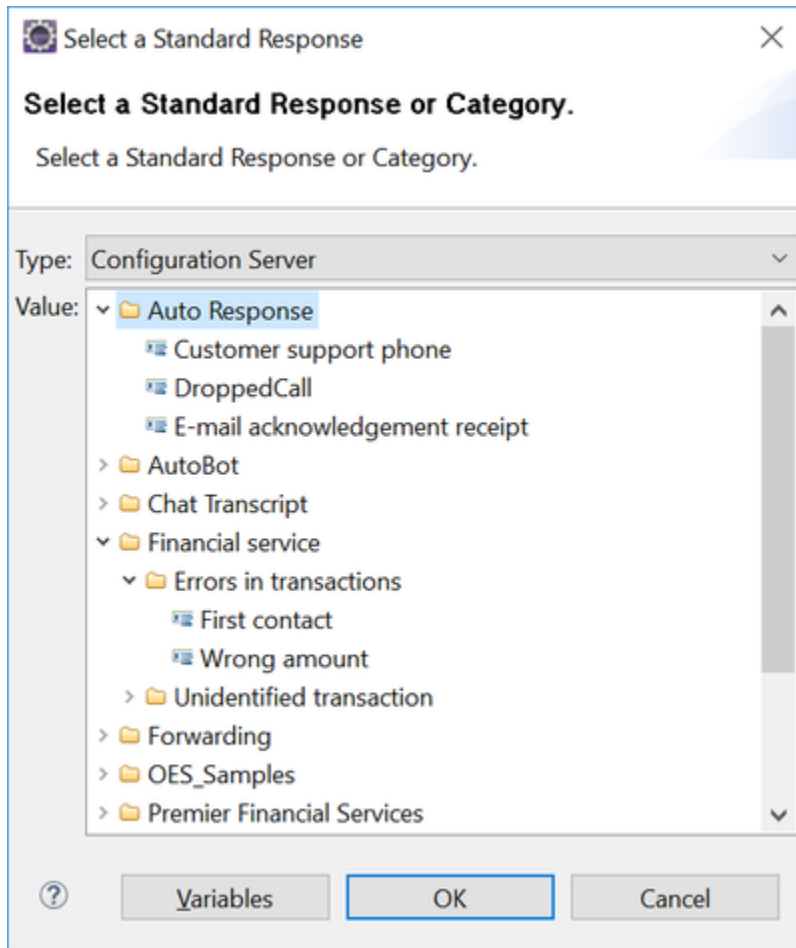 Select a Standard Response
Select a Standard Response or Category.
Select a Standard Response or Category.
Type: Configuration Server
Value: Auto Response
Customer support phone
DroppedCall
E-mail acknowledgement receipt
AutoBot
Chat Transcript
Financial service
Errors in transactions
First contact
Wrong amount
Unidentified transaction
Forwarding
OES_Samples
Premier Financial Services
? Variables OK Cancel